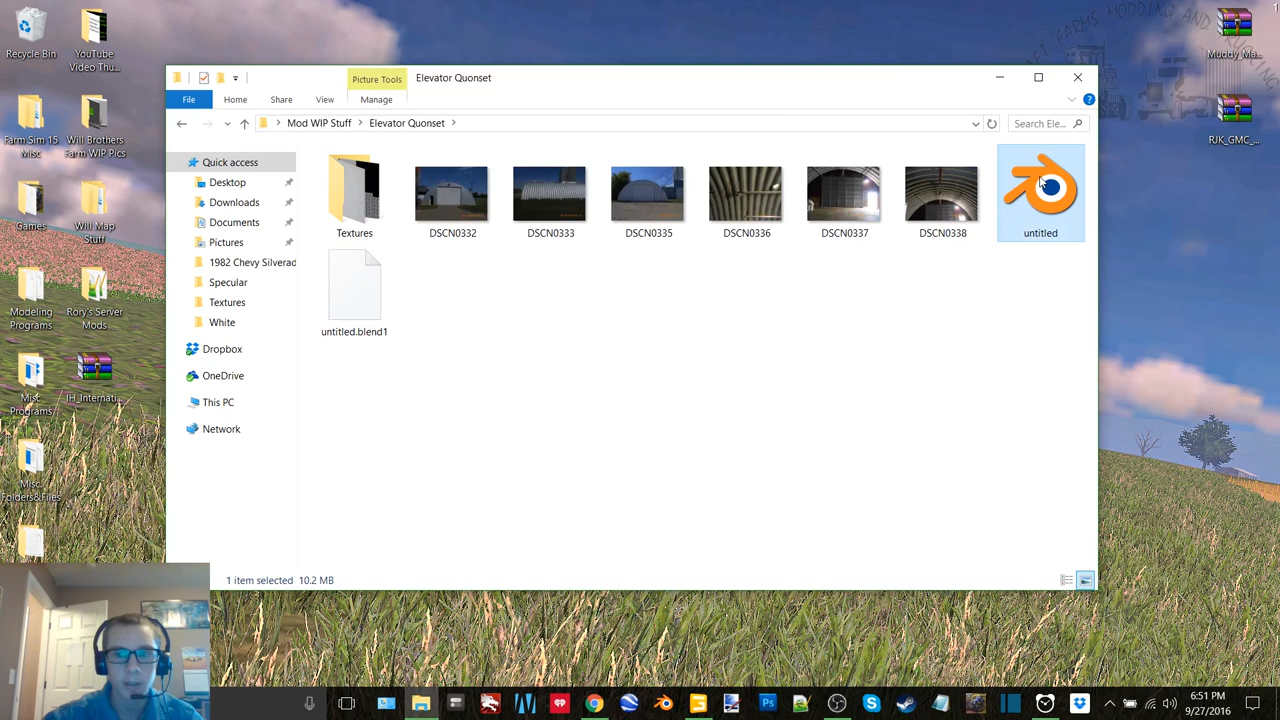 Recycle Bin
YouTube
Video Thu...
Farm Sim 15
Misc
Will Brothers
Farm WIP Pics
Games
Will Map
Stuff
Modeling
Programs
Rory's Server
Mods
Misc
Programs
IH_Internati...
Misc.
Folders&Files
Picture Tools
Elevator Quonset
File
Home
Share
View
Manage
Mod WIP Stuff
Elevator Quonset
Search Ele...
Quick access
Desktop
Downloads
Documents
Pictures
1982 Chevy Silverad
Specular
Textures
White
Dropbox
OneDrive
This PC
Network
Textures
DSCN0332
DSCN0333
DSCN0335
DSCN0336
DSCN0337
DSCN0338
untitled
untitled.blend1
1 item selected 10.2 MB
Muddy_Ma...
RJK_GMC_...
6:51 PM
9/27/2016